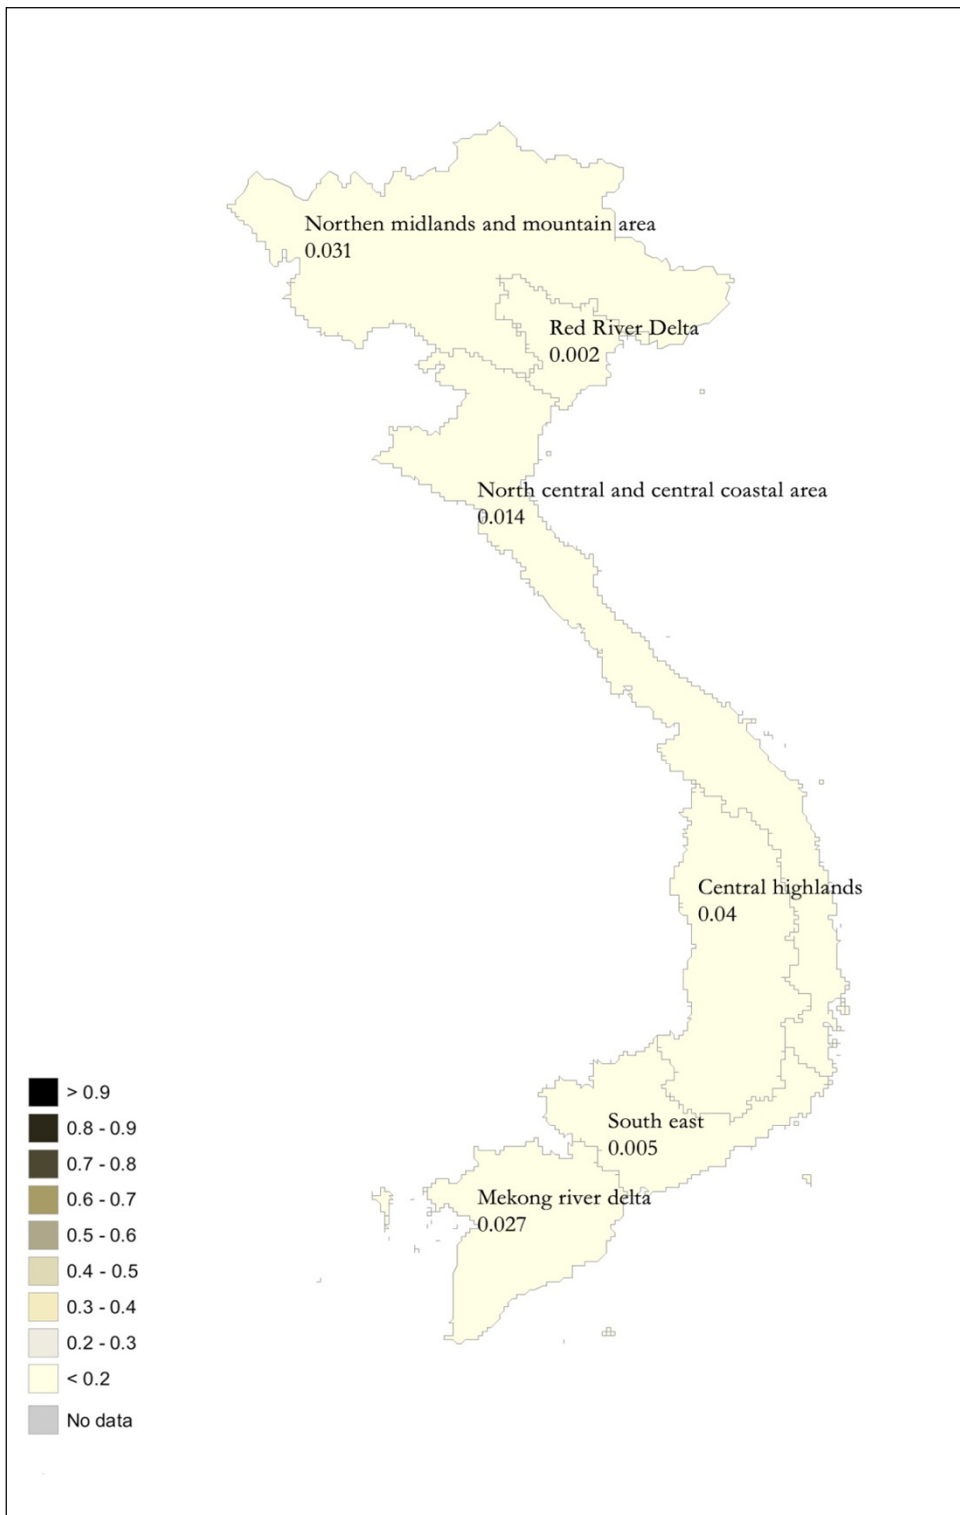 Northen midlands and mountain area
0.031
Red River Delta
0.002
North central and central coastal area
0.014
Central highlands
0.04
South east
0.005
Mekong river delta
0.027
> 0.9
0.8 - 0.9
0.7 - 0.8
0.6 - 0.7
0.5 - 0.6
0.4 - 0.5
0.3 - 0.4
0.2 - 0.3
< 0.2
No data